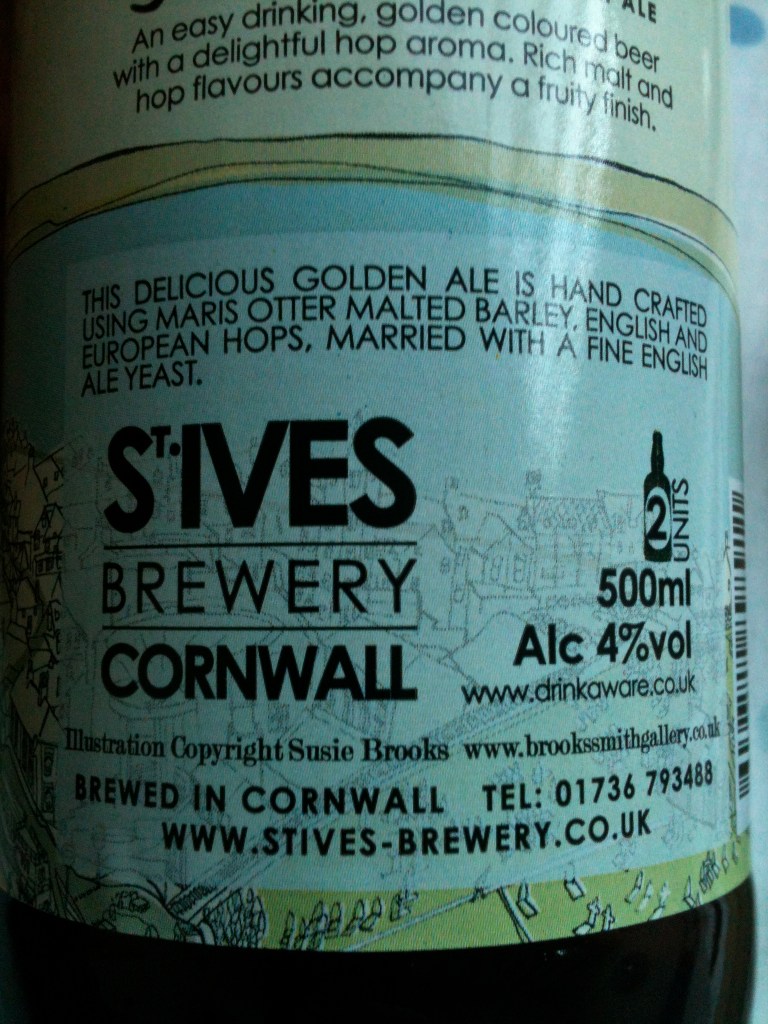 ALE
An easy drinking, golden coloured beer
with a delightful hop aroma. Rich malt and
hop flavours accompany a fruity finish.
THIS DELICIOUS GOLDEN ALE IS HAND CRAFTED
USING MARIS OTTER MALTED BARLEY, ENGLISH AND
EUROPEAN HOPS, MARRIED WITH A FINE ENGLISH
ALE YEAST.
ST. IVES
BREWERY
CORNWALL
2 UNITS
500ml
Alc 4%vol
www.drinkaware.co.uk
Illustration Copyright Susie Brooks www.brookssmithgallery.co.uk
BREWED IN CORNWALL TEL: 01736 793488
WWW.STIVES-BREWERY.CO.UK